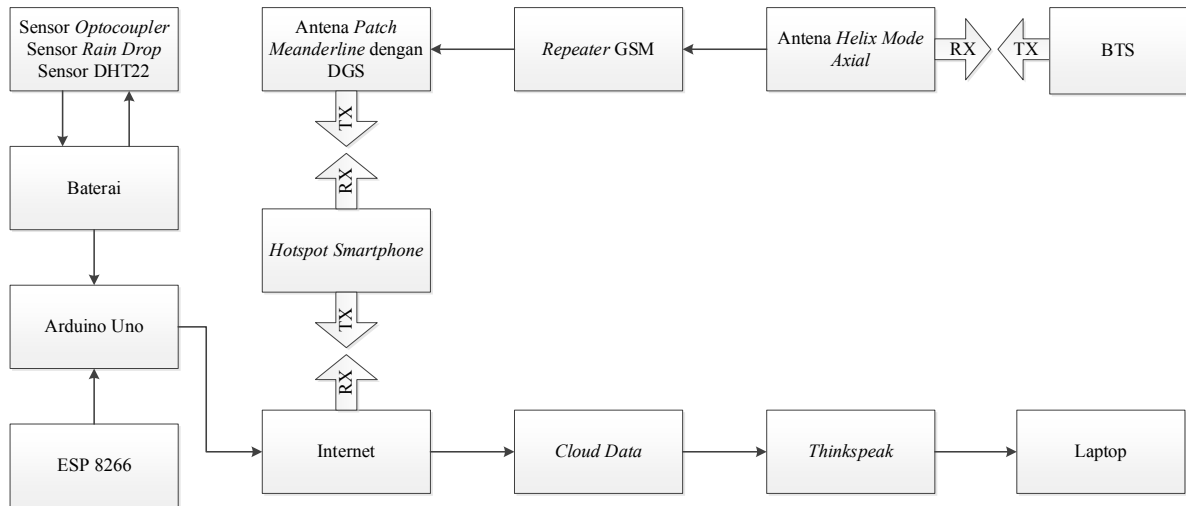 Sensor Optocoupler
Sensor Rain Drop
Sensor DHT22
Antena Patch
Meanderline dengan
DGS
Repeater GSM
Antena Helix Mode
Axial
RX
TX
BTS
TX
RX
Baterai
Hotspot Smartphone
Arduino Uno
TX
RX
ESP 8266
Internet
Cloud Data
Thinkspeak
Laptop